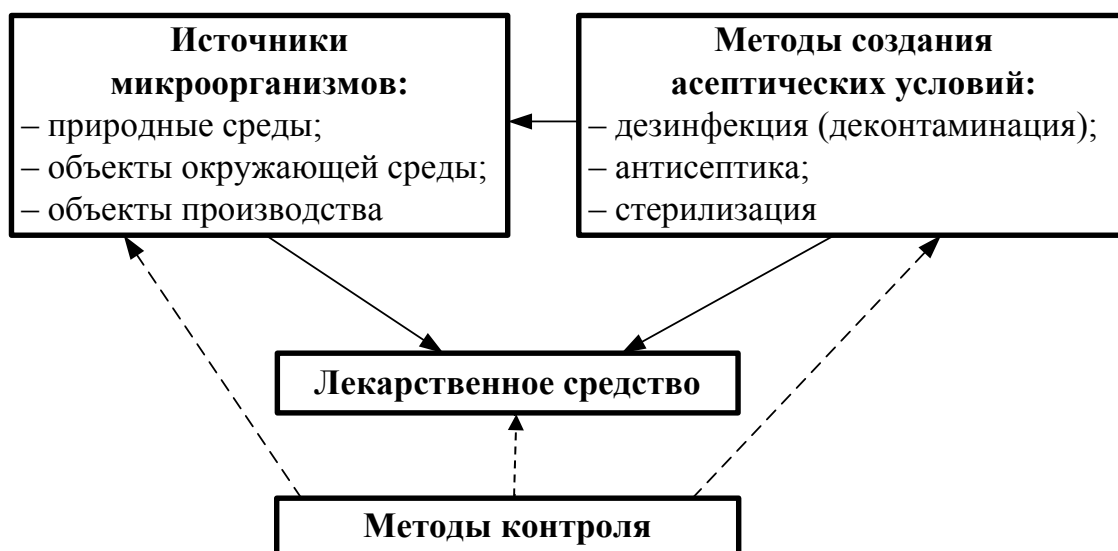 Источники
микроорганизмов:
– природные среды;
– объекты окружающей среды;
– объекты производства
Методы создания
асептических условий:
– дезинфекция (деконтаминация);
– антисептика;
– стерилизация
Лекарственное средство
Методы контроля